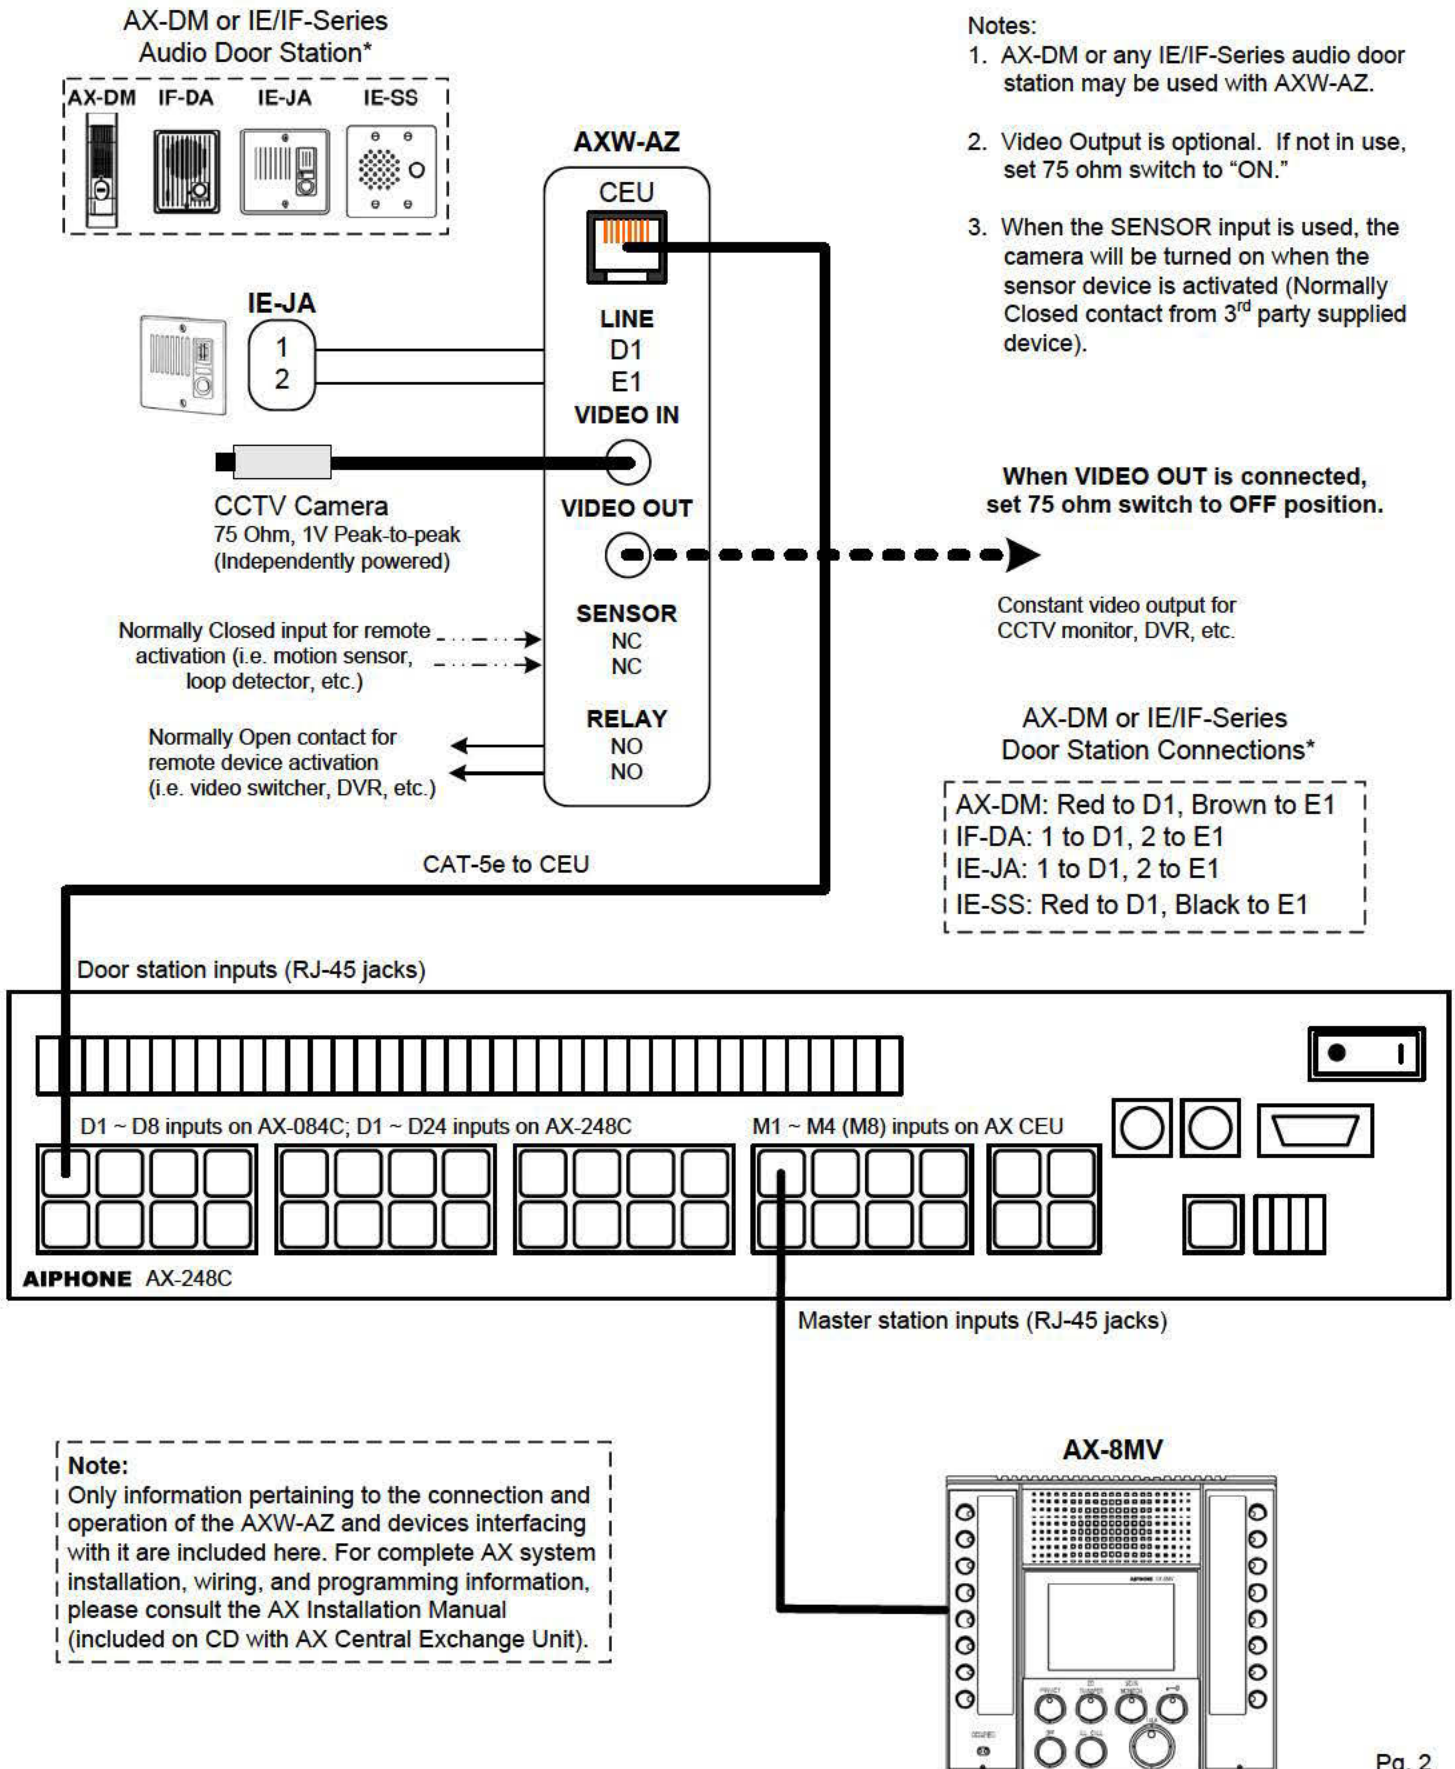 AX-DM or IE/IF-Series
Audio Door Station*
AX-DM IF-DA IE-JA IE-SS
Notes:
1. AX-DM or any IE/IF-Series audio door
station may be used with AXW-AZ.
2. Video Output is optional. If not in use,
set 75 ohm switch to “ON.”
3. When the SENSOR input is used, the
camera will be turned on when the
sensor device is activated (Normally
Closed contact from 3rd party supplied
device).
AXW-AZ
CEU
LINE
D1
E1
VIDEO IN
VIDEO OUT
SENSOR
NC
NC
RELAY
NO
NO
IE-JA
1
2
CCTV Camera
75 Ohm, 1V Peak-to-peak
(Independently powered)
Normally Closed input for remote
activation (i.e. motion sensor,
loop detector, etc.)
Normally Open contact for
remote device activation
(i.e. video switcher, DVR, etc.)
When VIDEO OUT is connected,
set 75 ohm switch to OFF position.
Constant video output for
CCTV monitor, DVR, etc.
AX-DM or IE/IF-Series
Door Station Connections*
AX-DM: Red to D1, Brown to E1
IF-DA: 1 to D1, 2 to E1
IE-JA: 1 to D1, 2 to E1
IE-SS: Red to D1, Black to E1
CAT-5e to CEU
Door station inputs (RJ-45 jacks)
D1 ~ D8 inputs on AX-084C; D1 ~ D24 inputs on AX-248C
M1 ~ M4 (M8) inputs on AX CEU
AIPHONE AX-248C
Master station inputs (RJ-45 jacks)
Note:
Only information pertaining to the connection and
operation of the AXW-AZ and devices interfacing
with it are included here. For complete AX system
installation, wiring, and programming information,
please consult the AX Installation Manual
(included on CD with AX Central Exchange Unit).
AX-8MV
AIPHONE
PRIVACY
TRANSFER
MONITOR
OFF
ALL CALL
OCCUPIED
Pg. 2